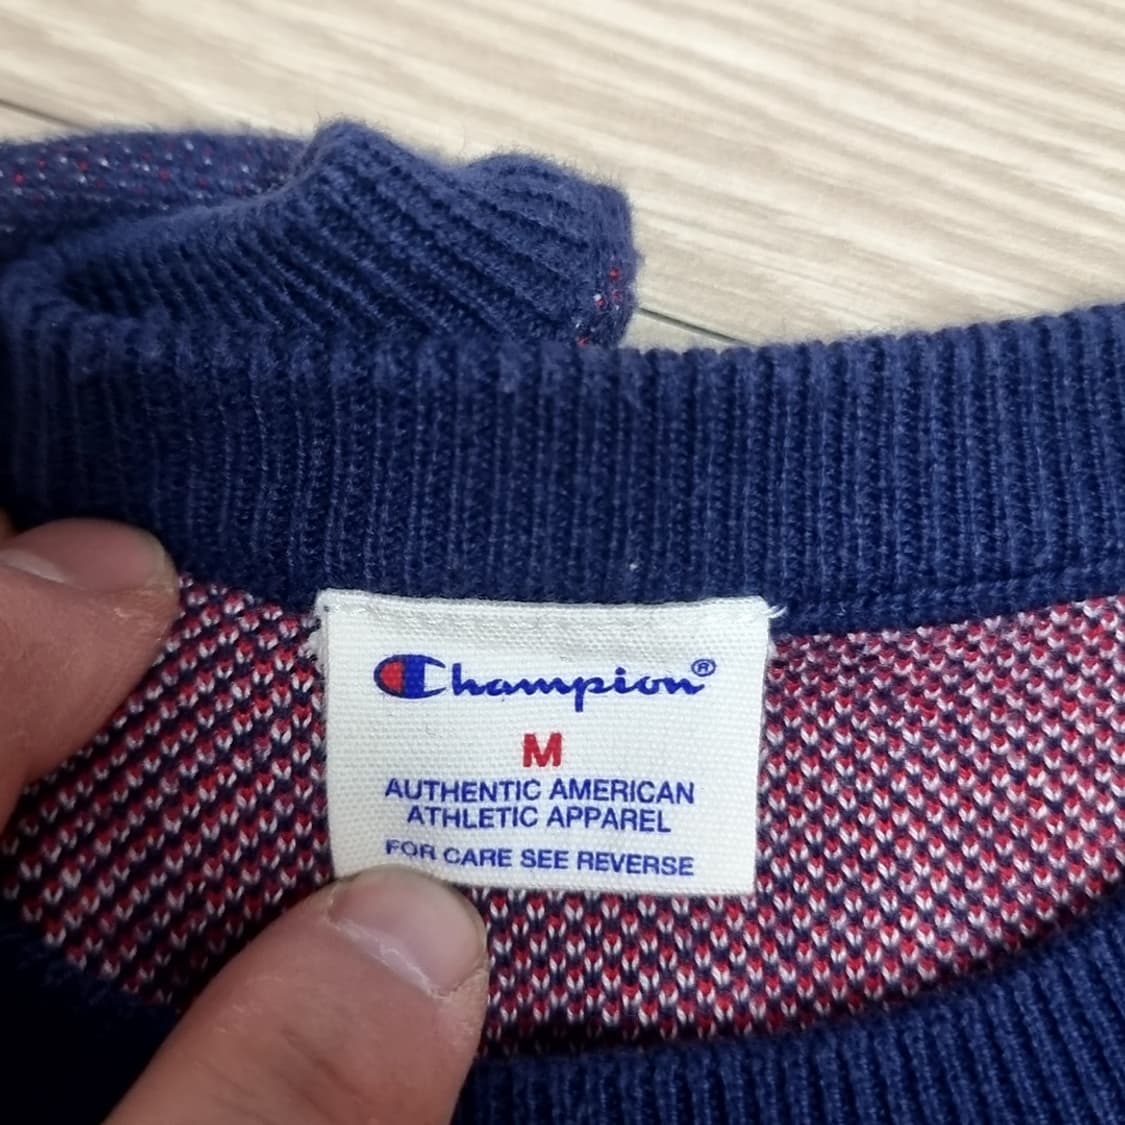 Champion®
M
AUTHENTIC AMERICAN
ATHLETIC APPAREL
FOR CARE SEE REVERSE